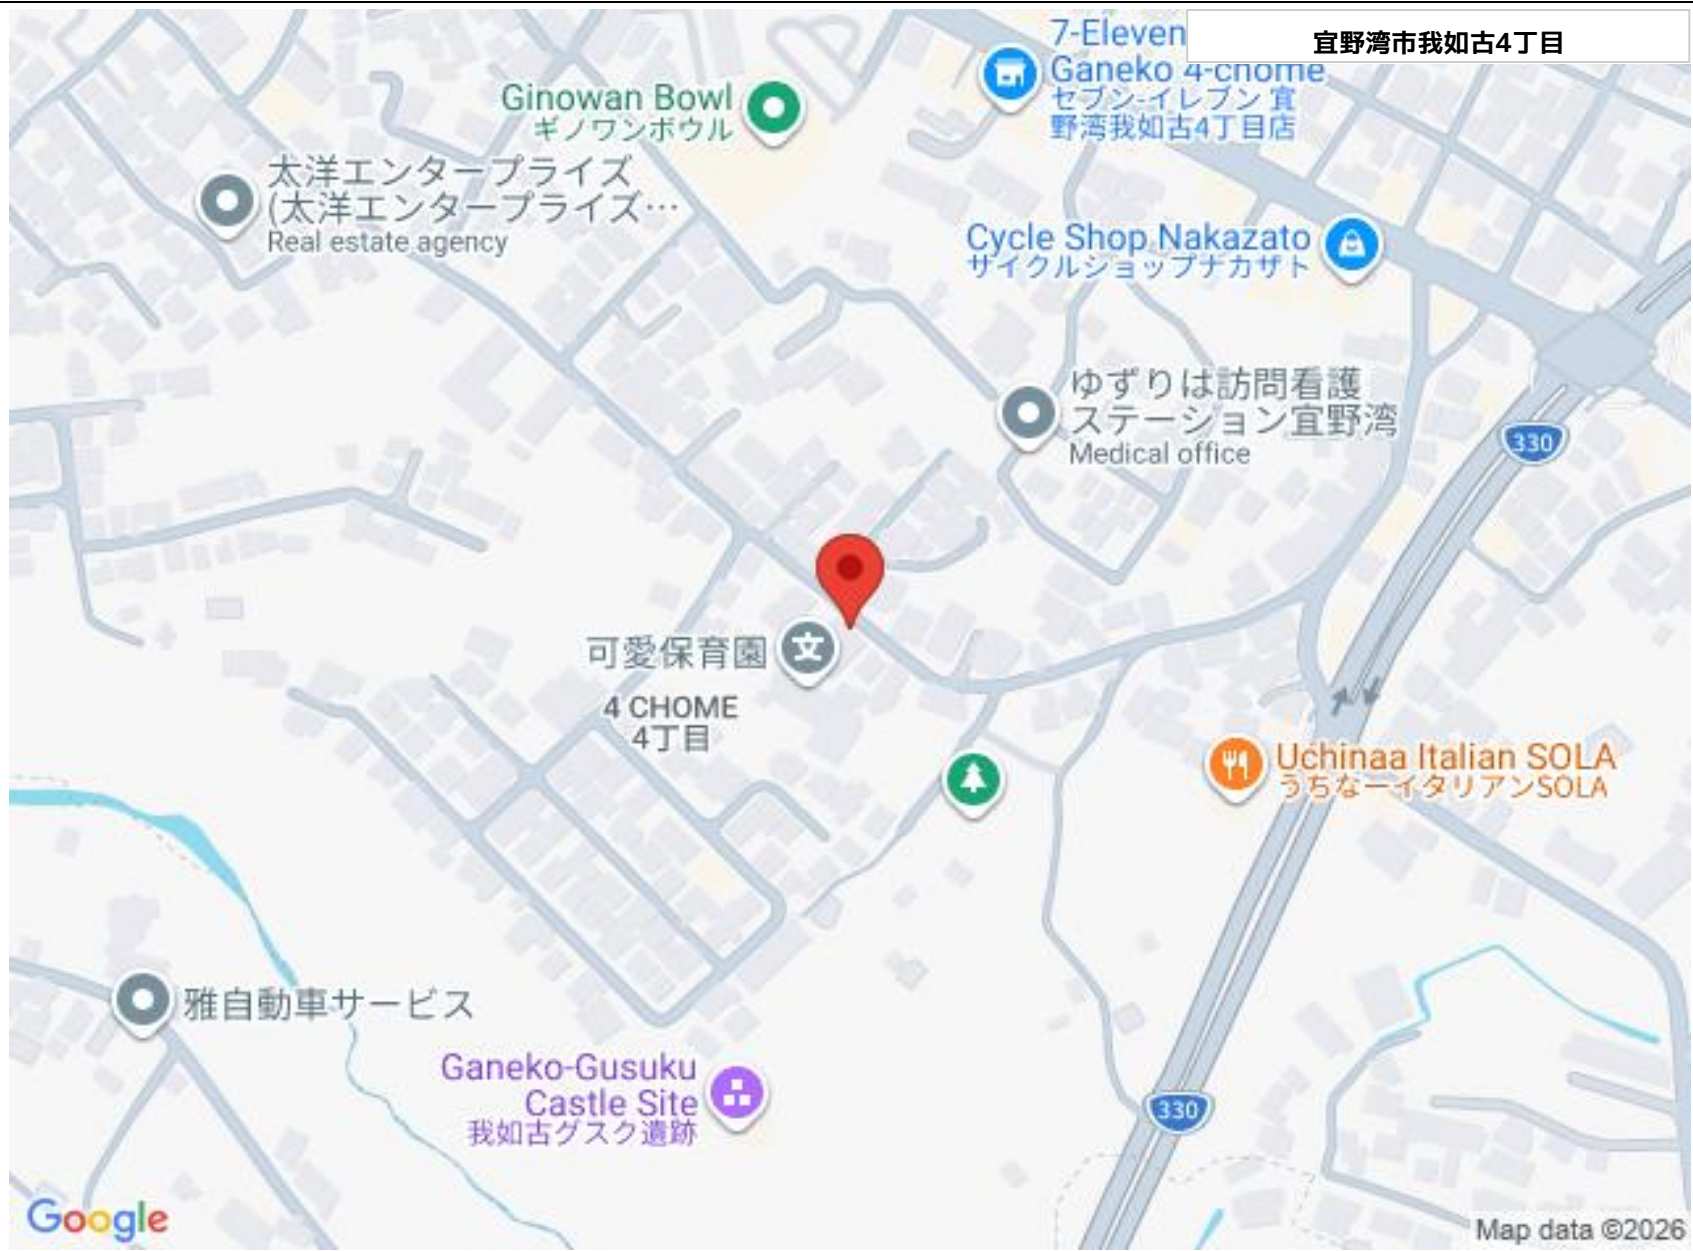 宜野湾市我如古4丁目
7-Eleven
Ganeko 4-chome
セブン-イレブン 宜
野湾我如古4丁目店
Ginowan Bowl
ギノワンボウル
太洋エンタープライズ
(太洋エンタープライズ…
Real estate agency
Cycle Shop Nakazato
サイクルショップナカザト
ゆずりは訪問看護
ステーション宜野湾
Medical office
330
可愛保育園
文
4 CHOME
4丁目
Uchinaa Italian SOLA
うちなーイタリアンSOLA
雅自動車サービス
Ganeko-Gusuku
Castle Site
我如古グスク遺跡
330
Google
Map data ©2026